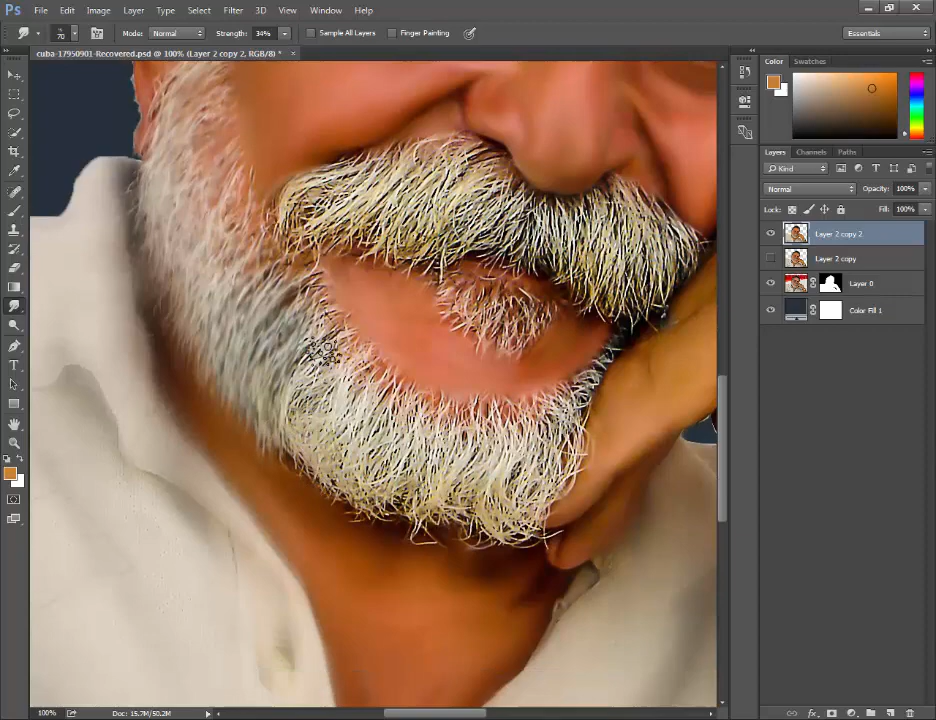 Ps File Edit Image Layer Type Select Filter 3D View Window Help
70 Mode: Normal Strength: 34% Sample All Layers Finger Painting Essentials
cuba-17950901-Recovered.psd @ 100% (Layer 2 copy 2, RGB/8) * ×
Color Swatches
Layers Channels Paths
Kind
Normal Opacity: 100%
Lock: Fill: 100%
Layer 2 copy 2
Layer 2 copy
Layer 0
Color Fill 1
100% Doc: 15.7M/50.2M
fx